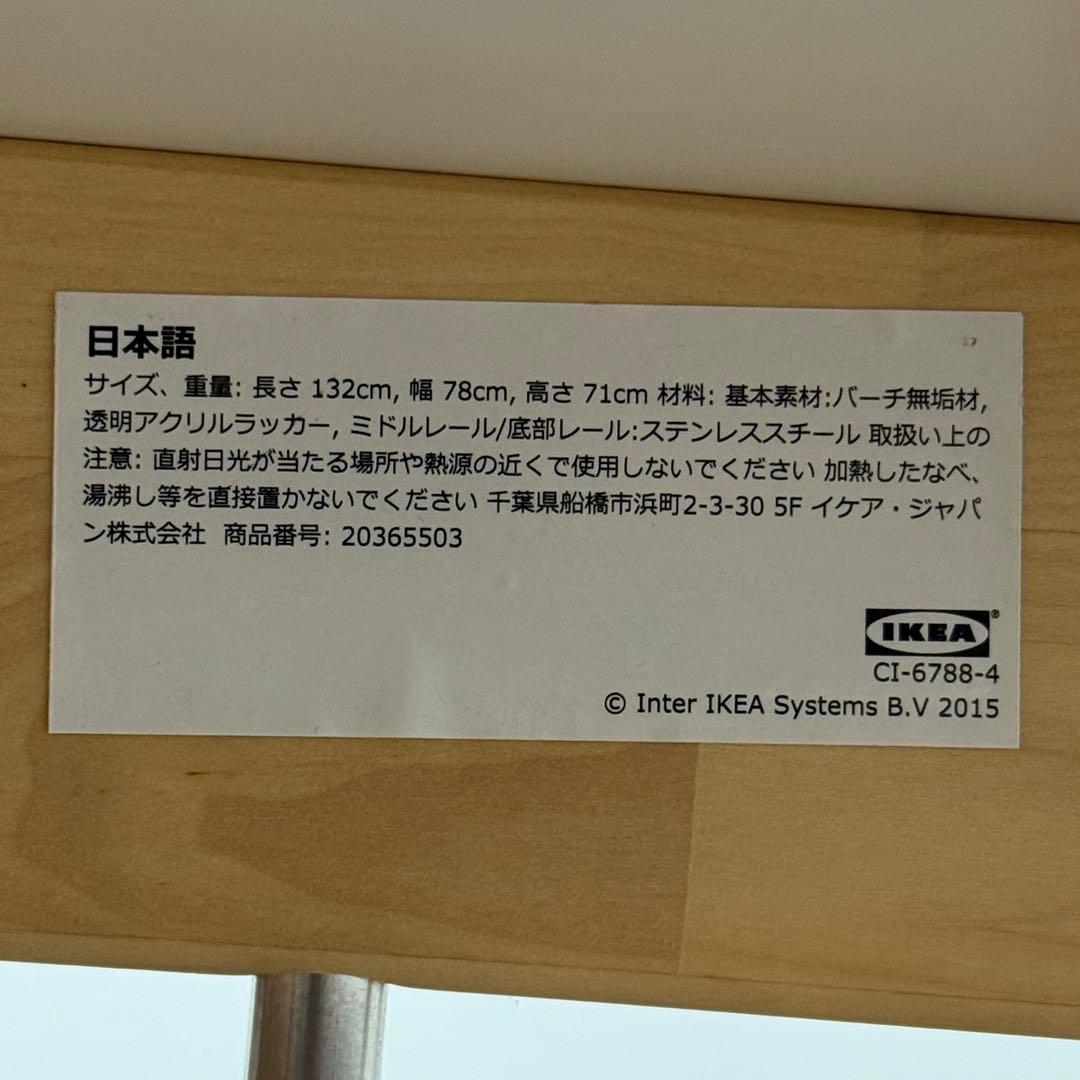 日本語
サイズ、重量: 長さ 132cm, 幅 78cm, 高さ 71cm 材料: 基本素材:バーチ無垢材,
透明アクリルラッカー, ミドルレール/底部レール:ステンレススチール 取扱い上の
注意: 直射日光が当たる場所や熱源の近くで使用しないでください 加熱したなべ、
湯沸し等を直接置かないでください 千葉県船橋市浜町2-3-30 5F イケア・ジャパ
ン株式会社 商品番号: 20365503
IKEA®
CI-6788-4
© Inter IKEA Systems B.V 2015